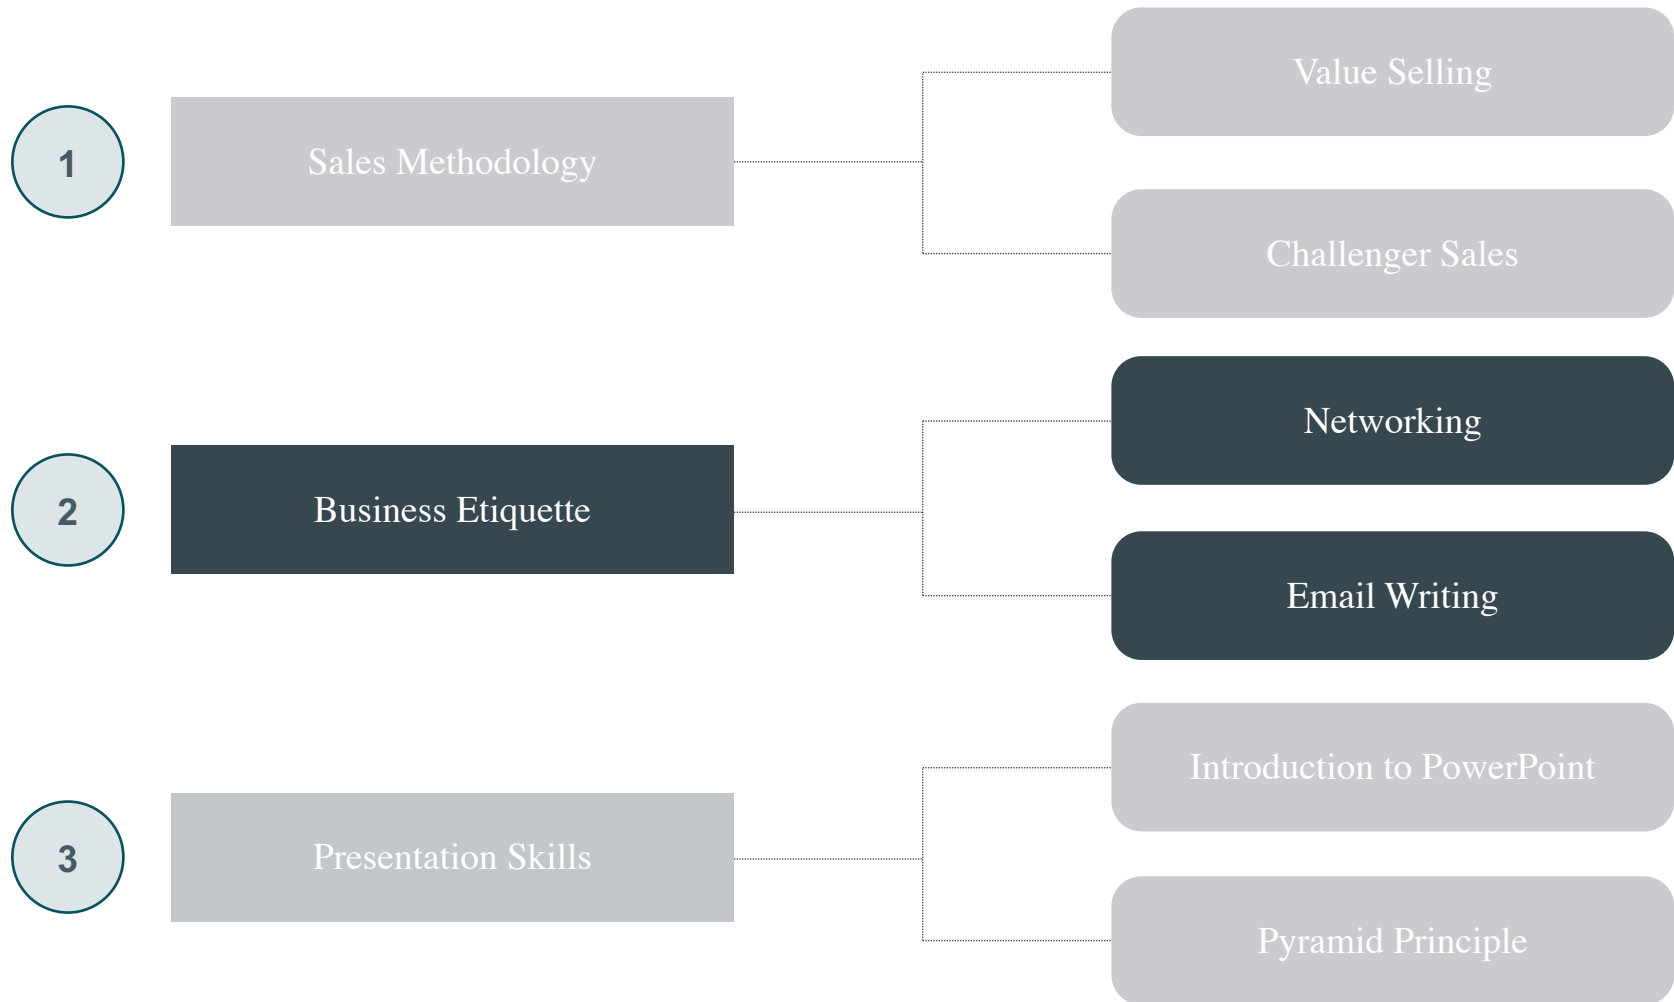 1
Sales Methodology
Value Selling
Challenger Sales
2
Business Etiquette
Networking
Email Writing
3
Presentation Skills
Introduction to PowerPoint
Pyramid Principle